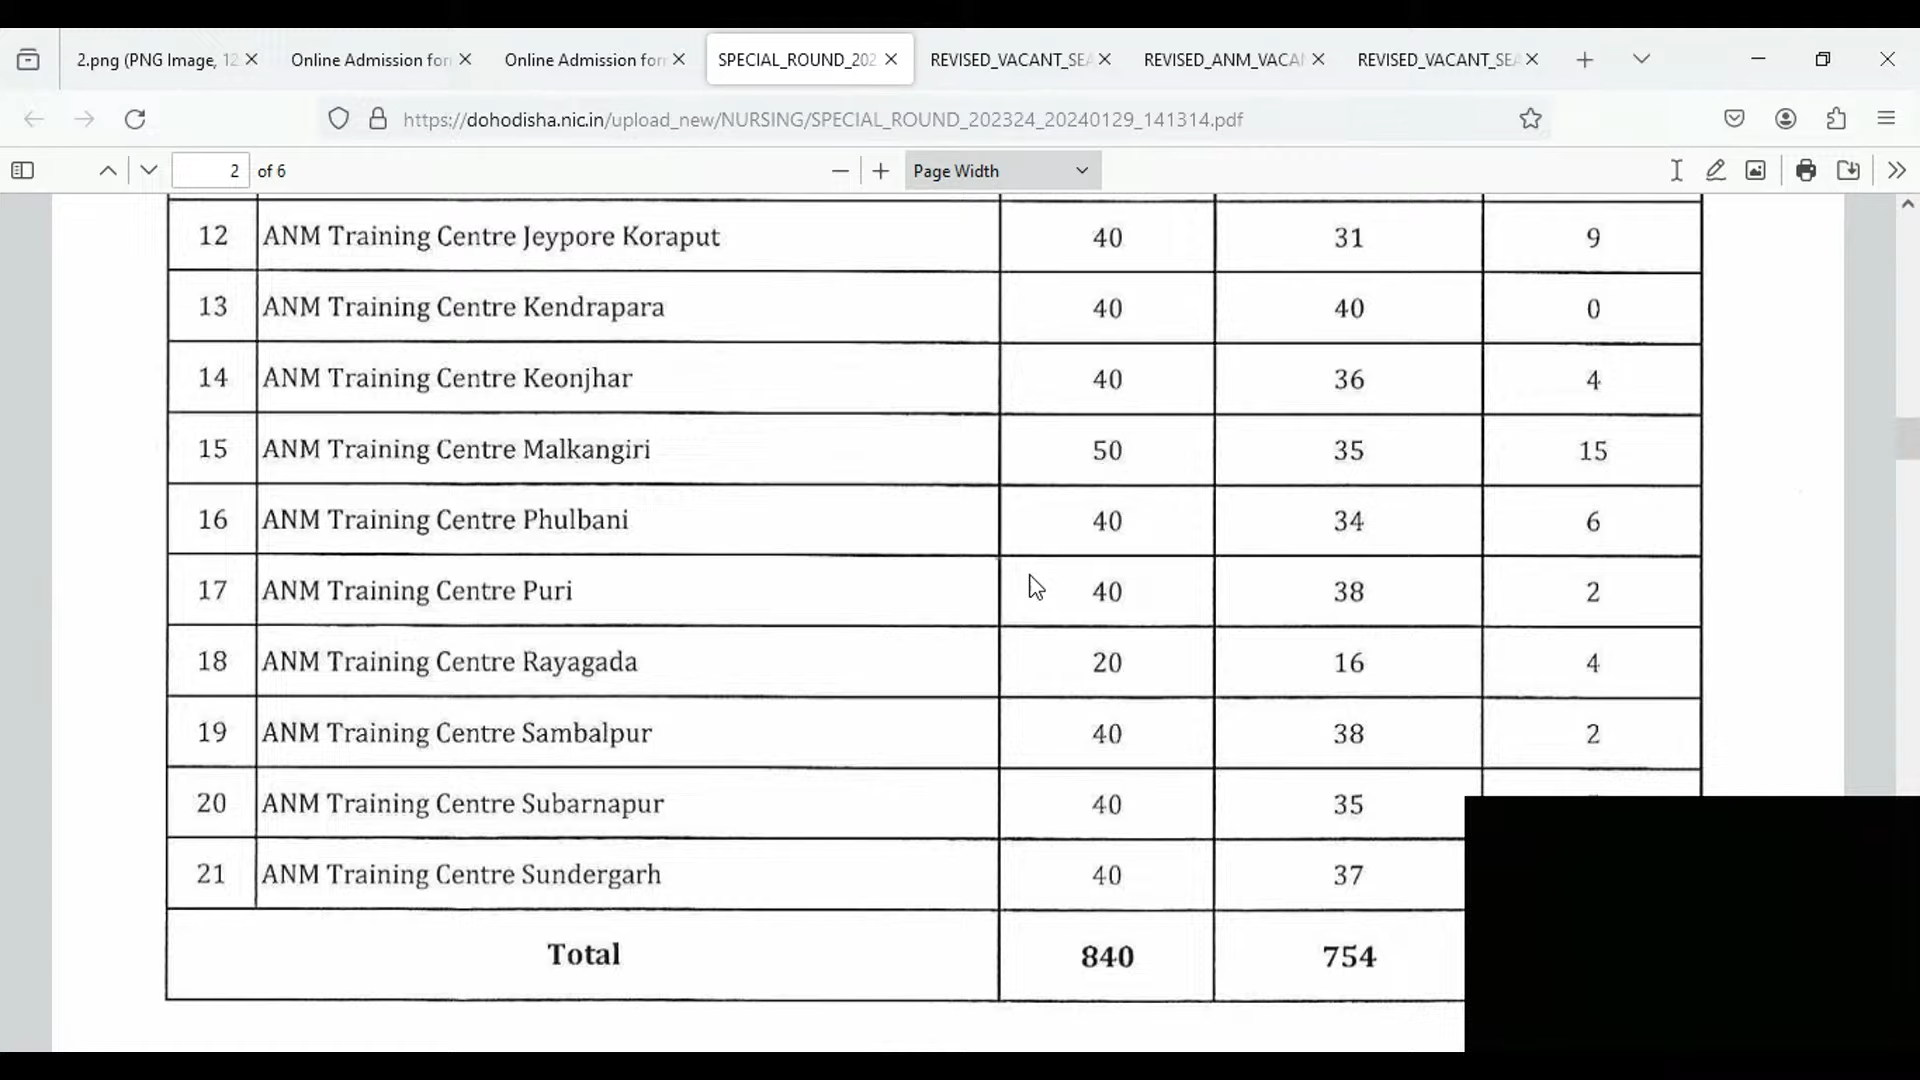 2.png (PNG Image, 12
Online Admission for
Online Admission for
SPECIAL_ROUND_202
REVISED_VACANT_SEA
REVISED_ANM_VACAN
REVISED_VACANT_SEA
https://dohodisha.nic.in/upload_new/NURSING/SPECIAL_ROUND_202324_20240129_141314.pdf
2 of 6 Page Width
12 ANM Training Centre Jeypore Koraput 40 31 9
13 ANM Training Centre Kendrapara 40 40 0
14 ANM Training Centre Keonjhar 40 36 4
15 ANM Training Centre Malkangiri 50 35 15
16 ANM Training Centre Phulbani 40 34 6
17 ANM Training Centre Puri 40 38 2
18 ANM Training Centre Rayagada 20 16 4
19 ANM Training Centre Sambalpur 40 38 2
20 ANM Training Centre Subarnapur 40 35
21 ANM Training Centre Sundergarh 40 37
Total 840 754